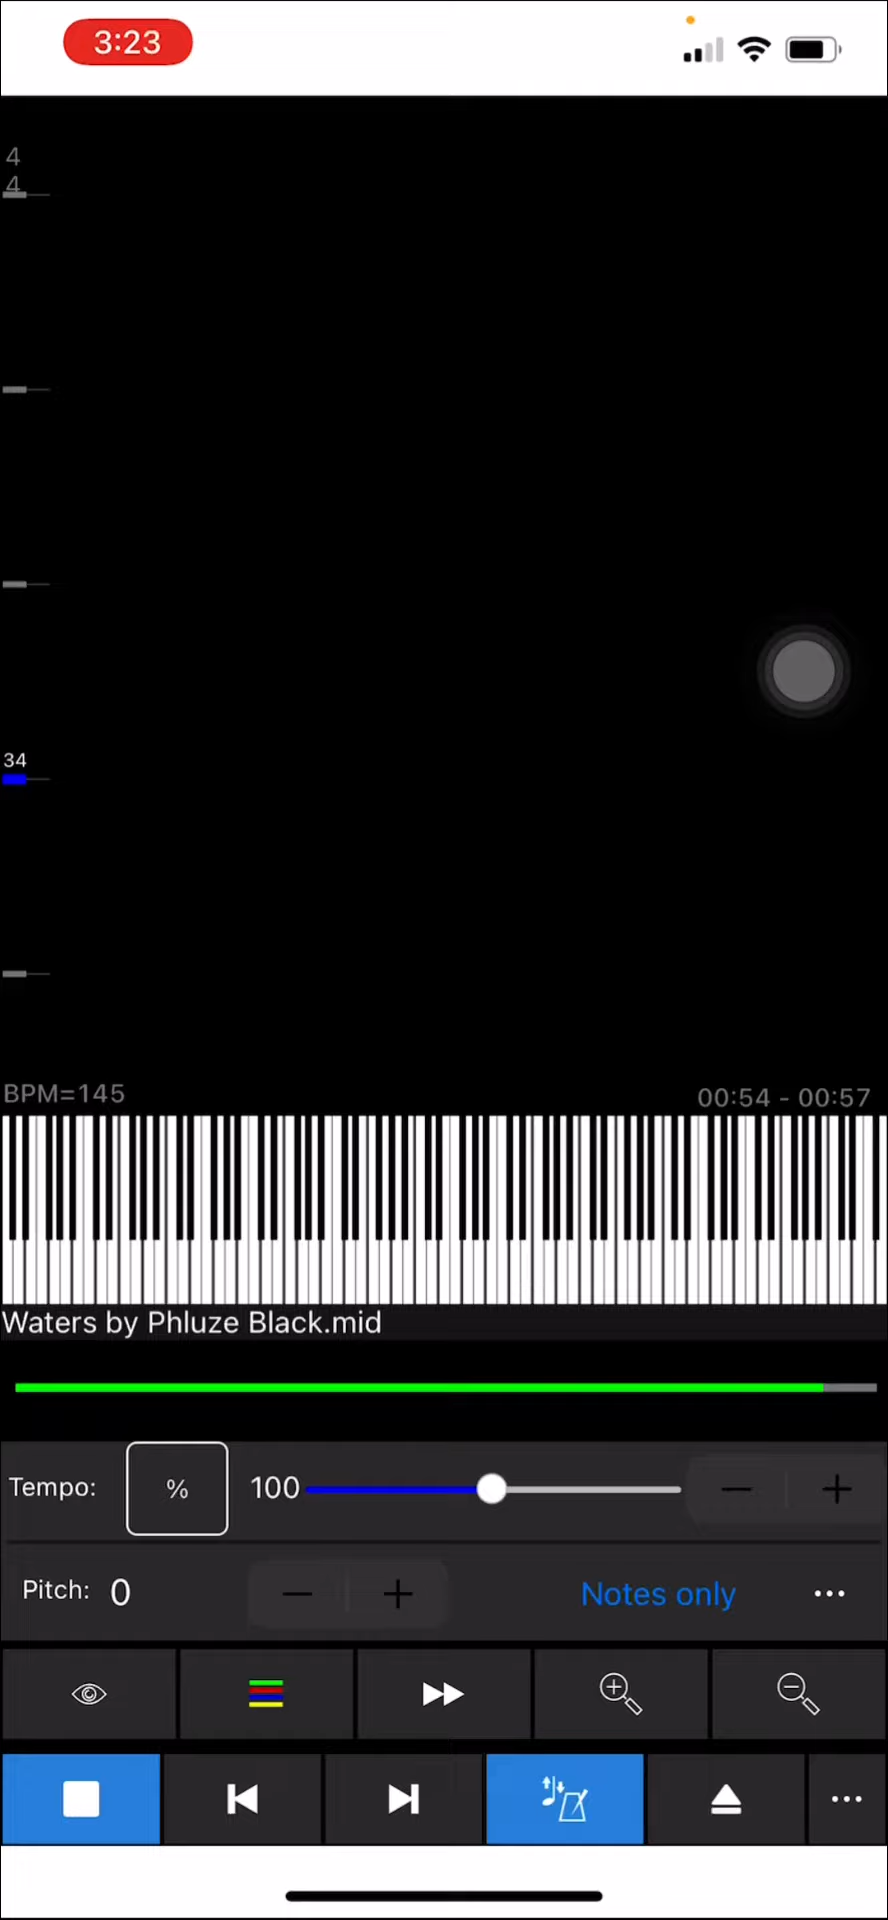 3:23
4
4
34
BPM=145
00:54 - 00:57
Waters by Phluze Black.mid
Tempo: % 100 — +
Pitch: 0 — + Notes only ...
...